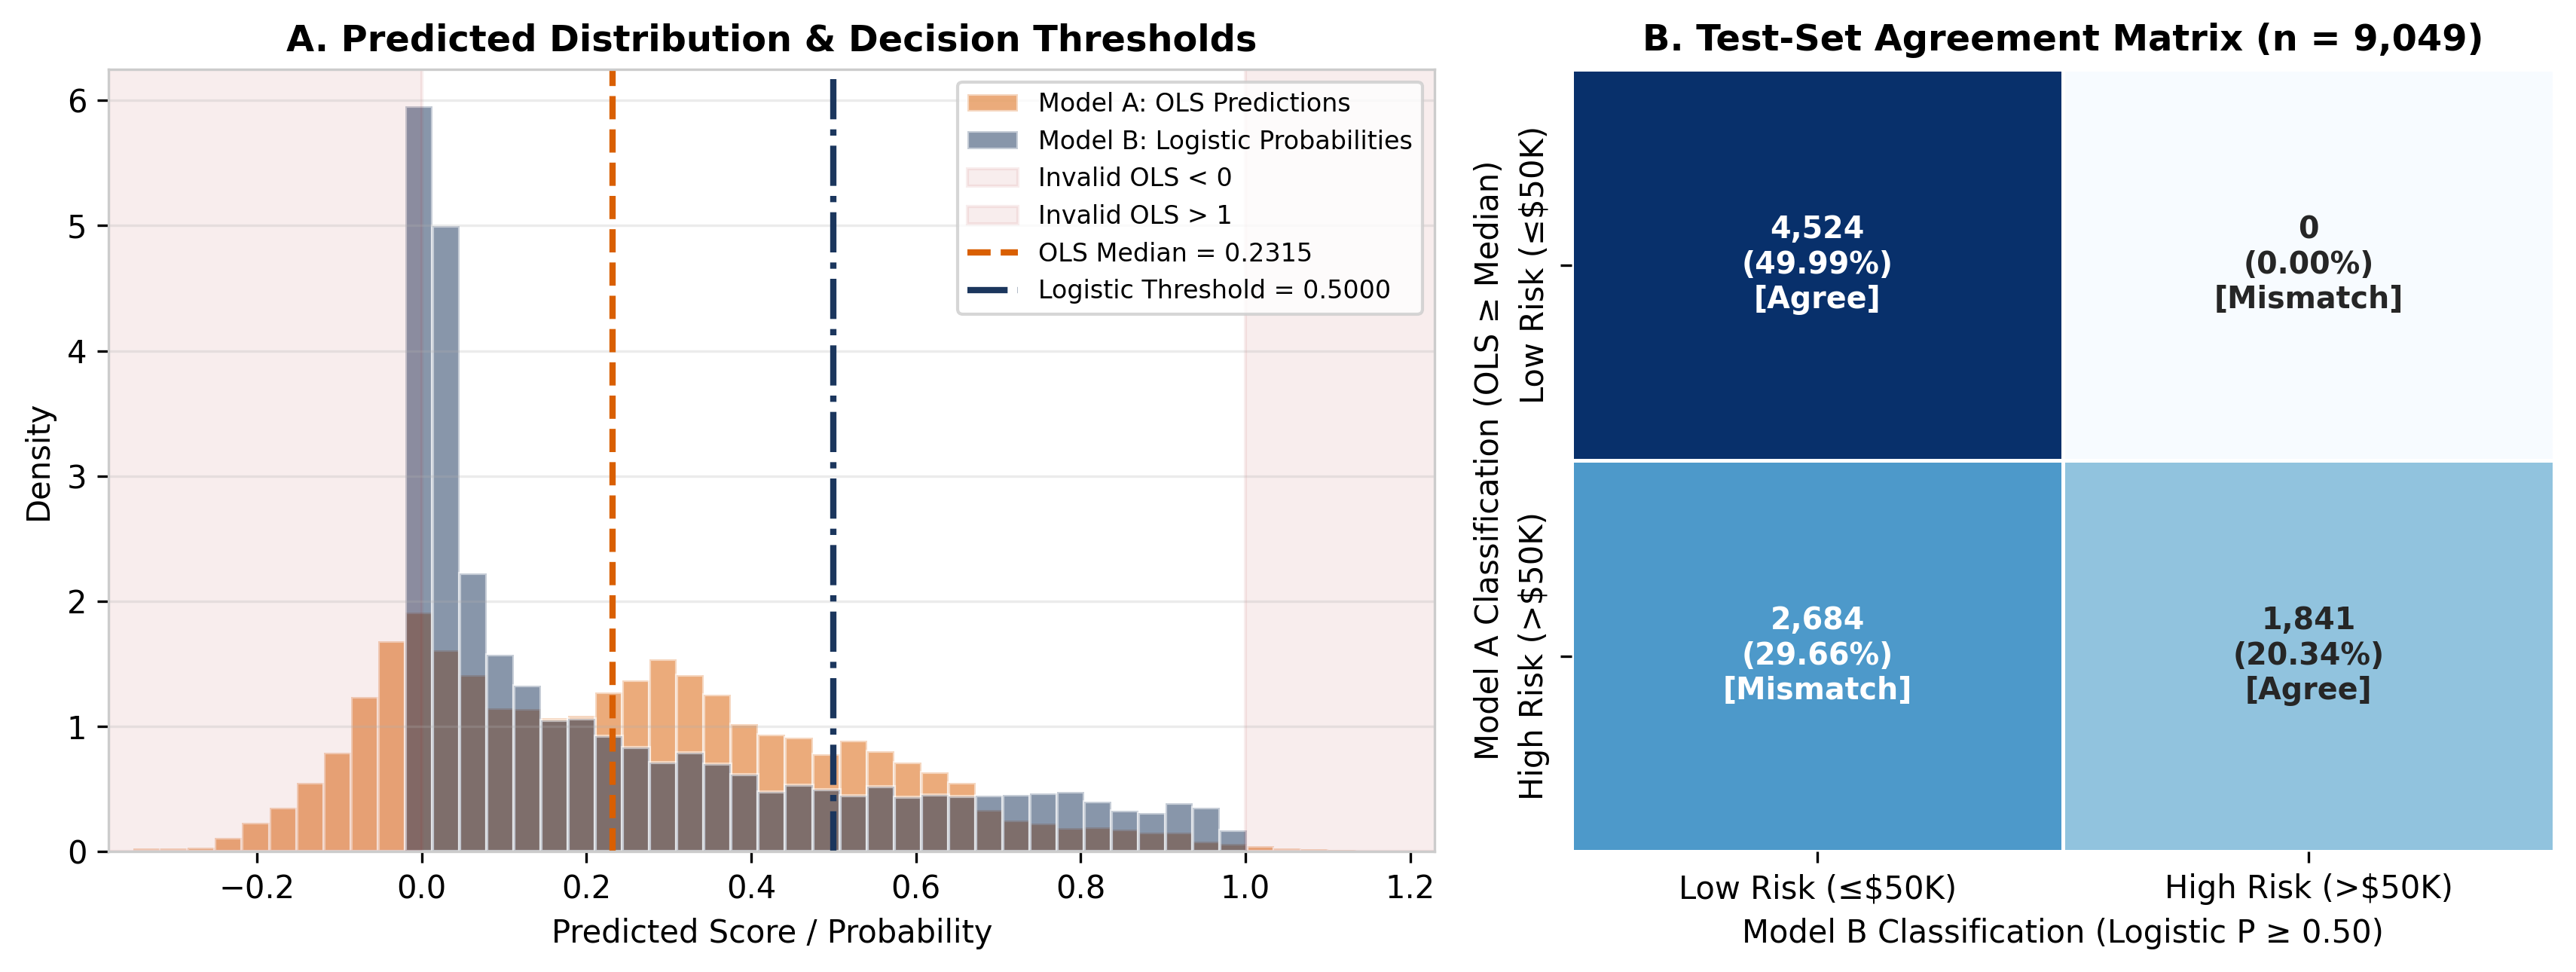 A. Predicted Distribution & Decision Thresholds
Density
6
5
4
3
2
1
0
−0.2
0.0
0.2
0.4
0.6
0.8
1.0
1.2
Predicted Score / Probability
Model A: OLS Predictions
Model B: Logistic Probabilities
Invalid OLS < 0
Invalid OLS > 1
OLS Median = 0.2315
Logistic Threshold = 0.5000
B. Test-Set Agreement Matrix (n = 9,049)
Model A Classification (OLS ≥ Median)
Low Risk (≤$50K)
High Risk (>$50K)
4,524
(49.99%)
[Agree]
0
(0.00%)
[Mismatch]
2,684
(29.66%)
[Mismatch]
1,841
(20.34%)
[Agree]
Low Risk (≤$50K)
High Risk (>$50K)
Model B Classification (Logistic P ≥ 0.50)